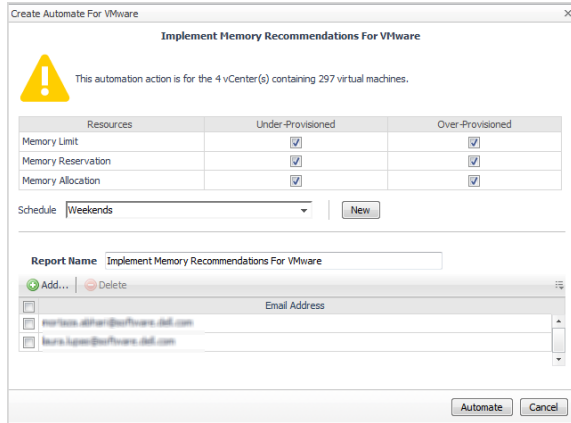 Create Automate For VMware
Implement Memory Recommendations For VMware
This automation action is for the 4 vCenter(s) containing 297 virtual machines.
Resources Under-Provisioned Over-Provisioned
Memory Limit
Memory Reservation
Memory Allocation
Schedule Weekends New
Report Name Implement Memory Recommendations For VMware
Add... Delete
Email Address
Automate Cancel